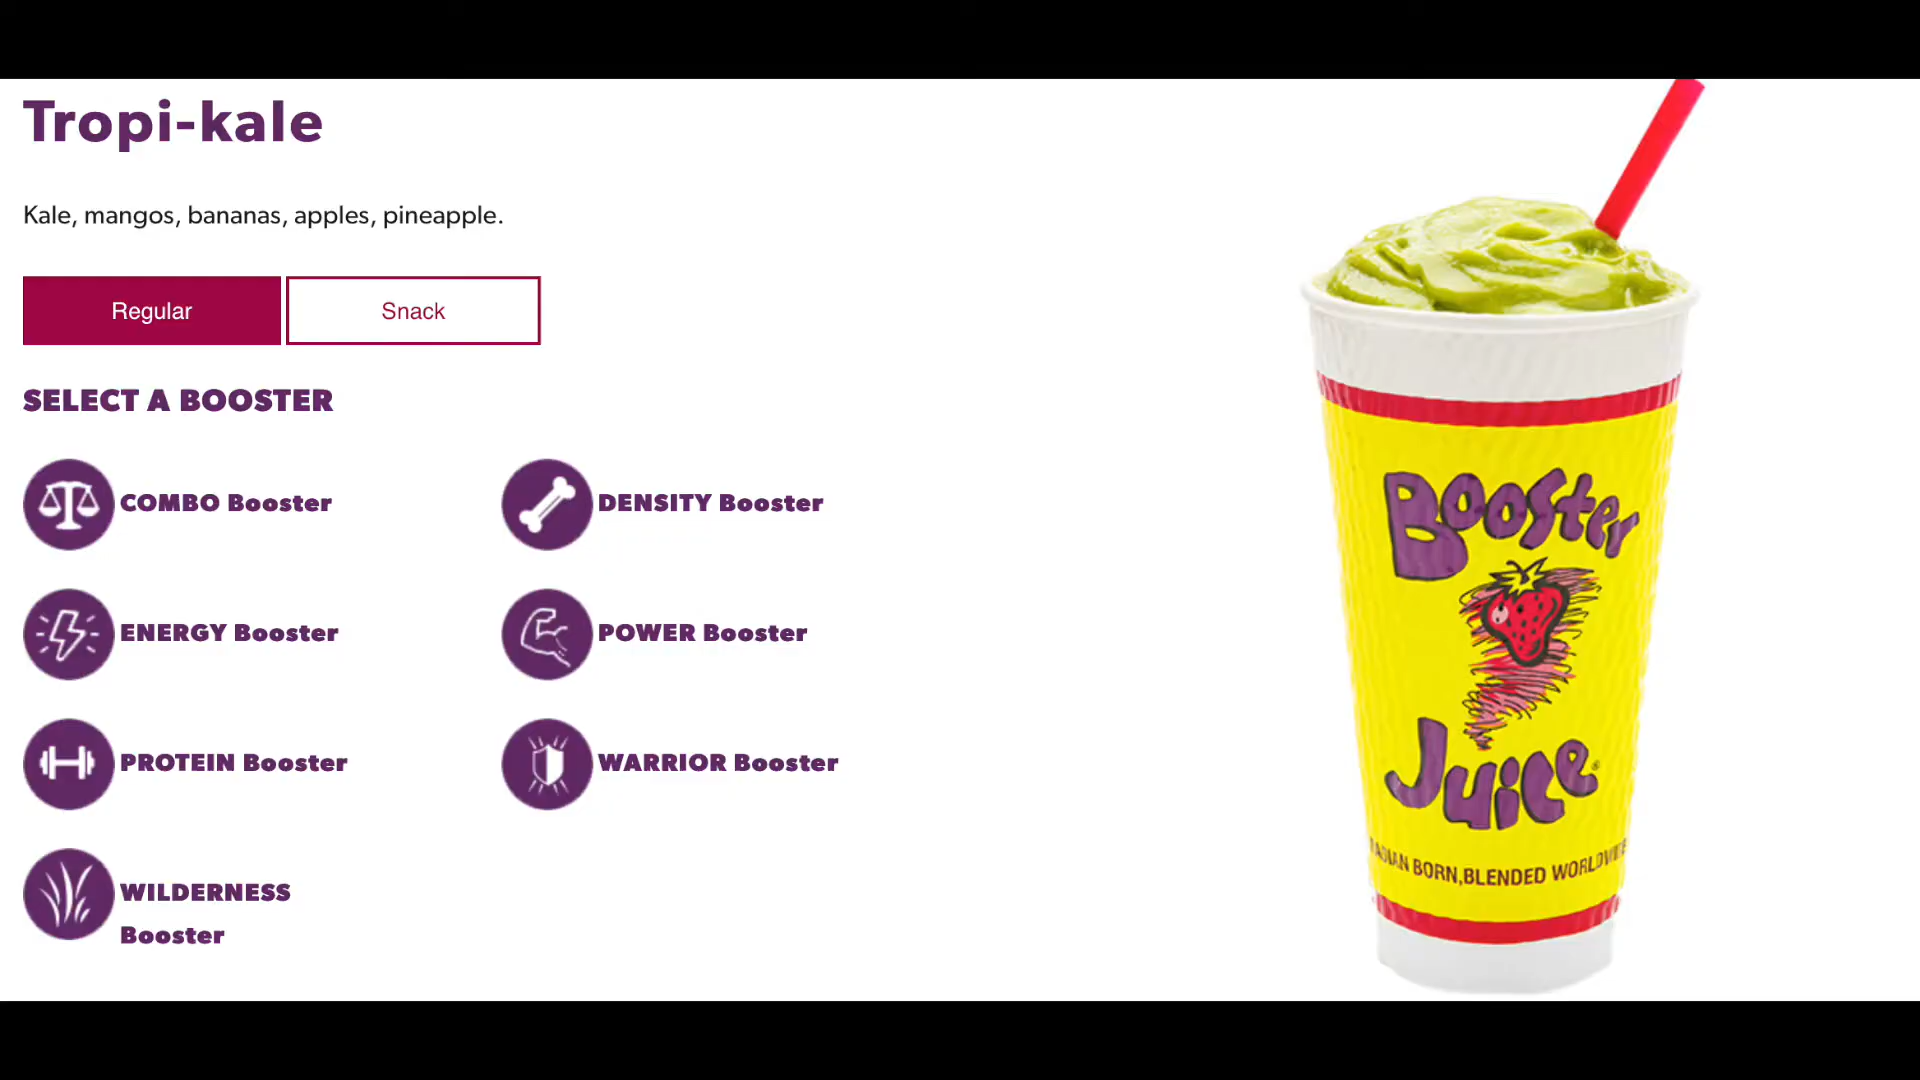 Tropi-kale
Kale, mangos, bananas, apples, pineapple.
Regular
Snack
SELECT A BOOSTER
COMBO Booster
DENSITY Booster
ENERGY Booster
POWER Booster
PROTEIN Booster
WARRIOR Booster
WILDERNESS
Booster
Booster
Juice
BORN, BLENDED